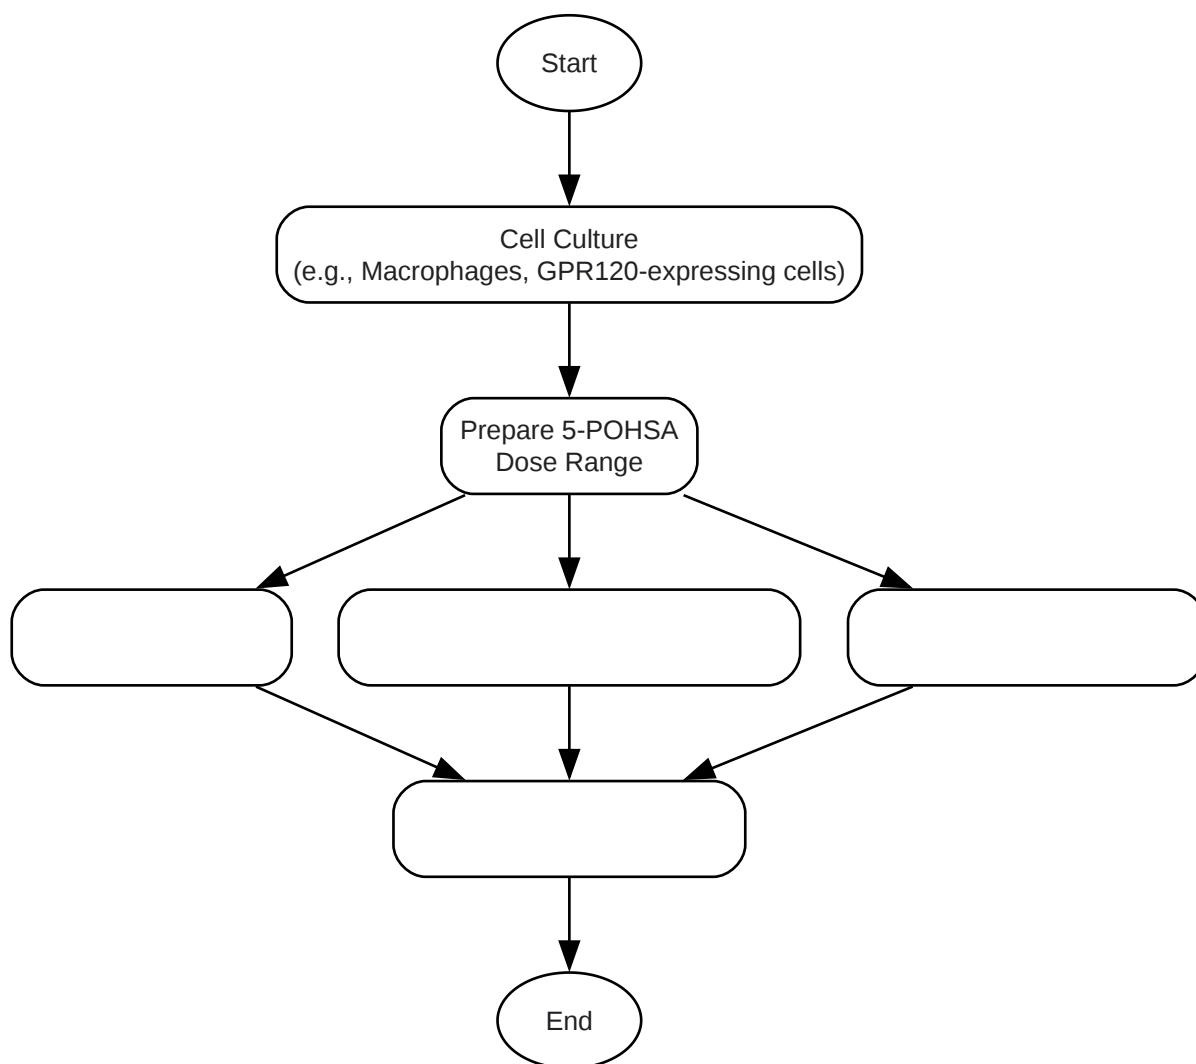 Start
Cell Culture
(e.g., Macrophages, GPR120-expressing cells)
Prepare 5-POHSA
Dose Range
End